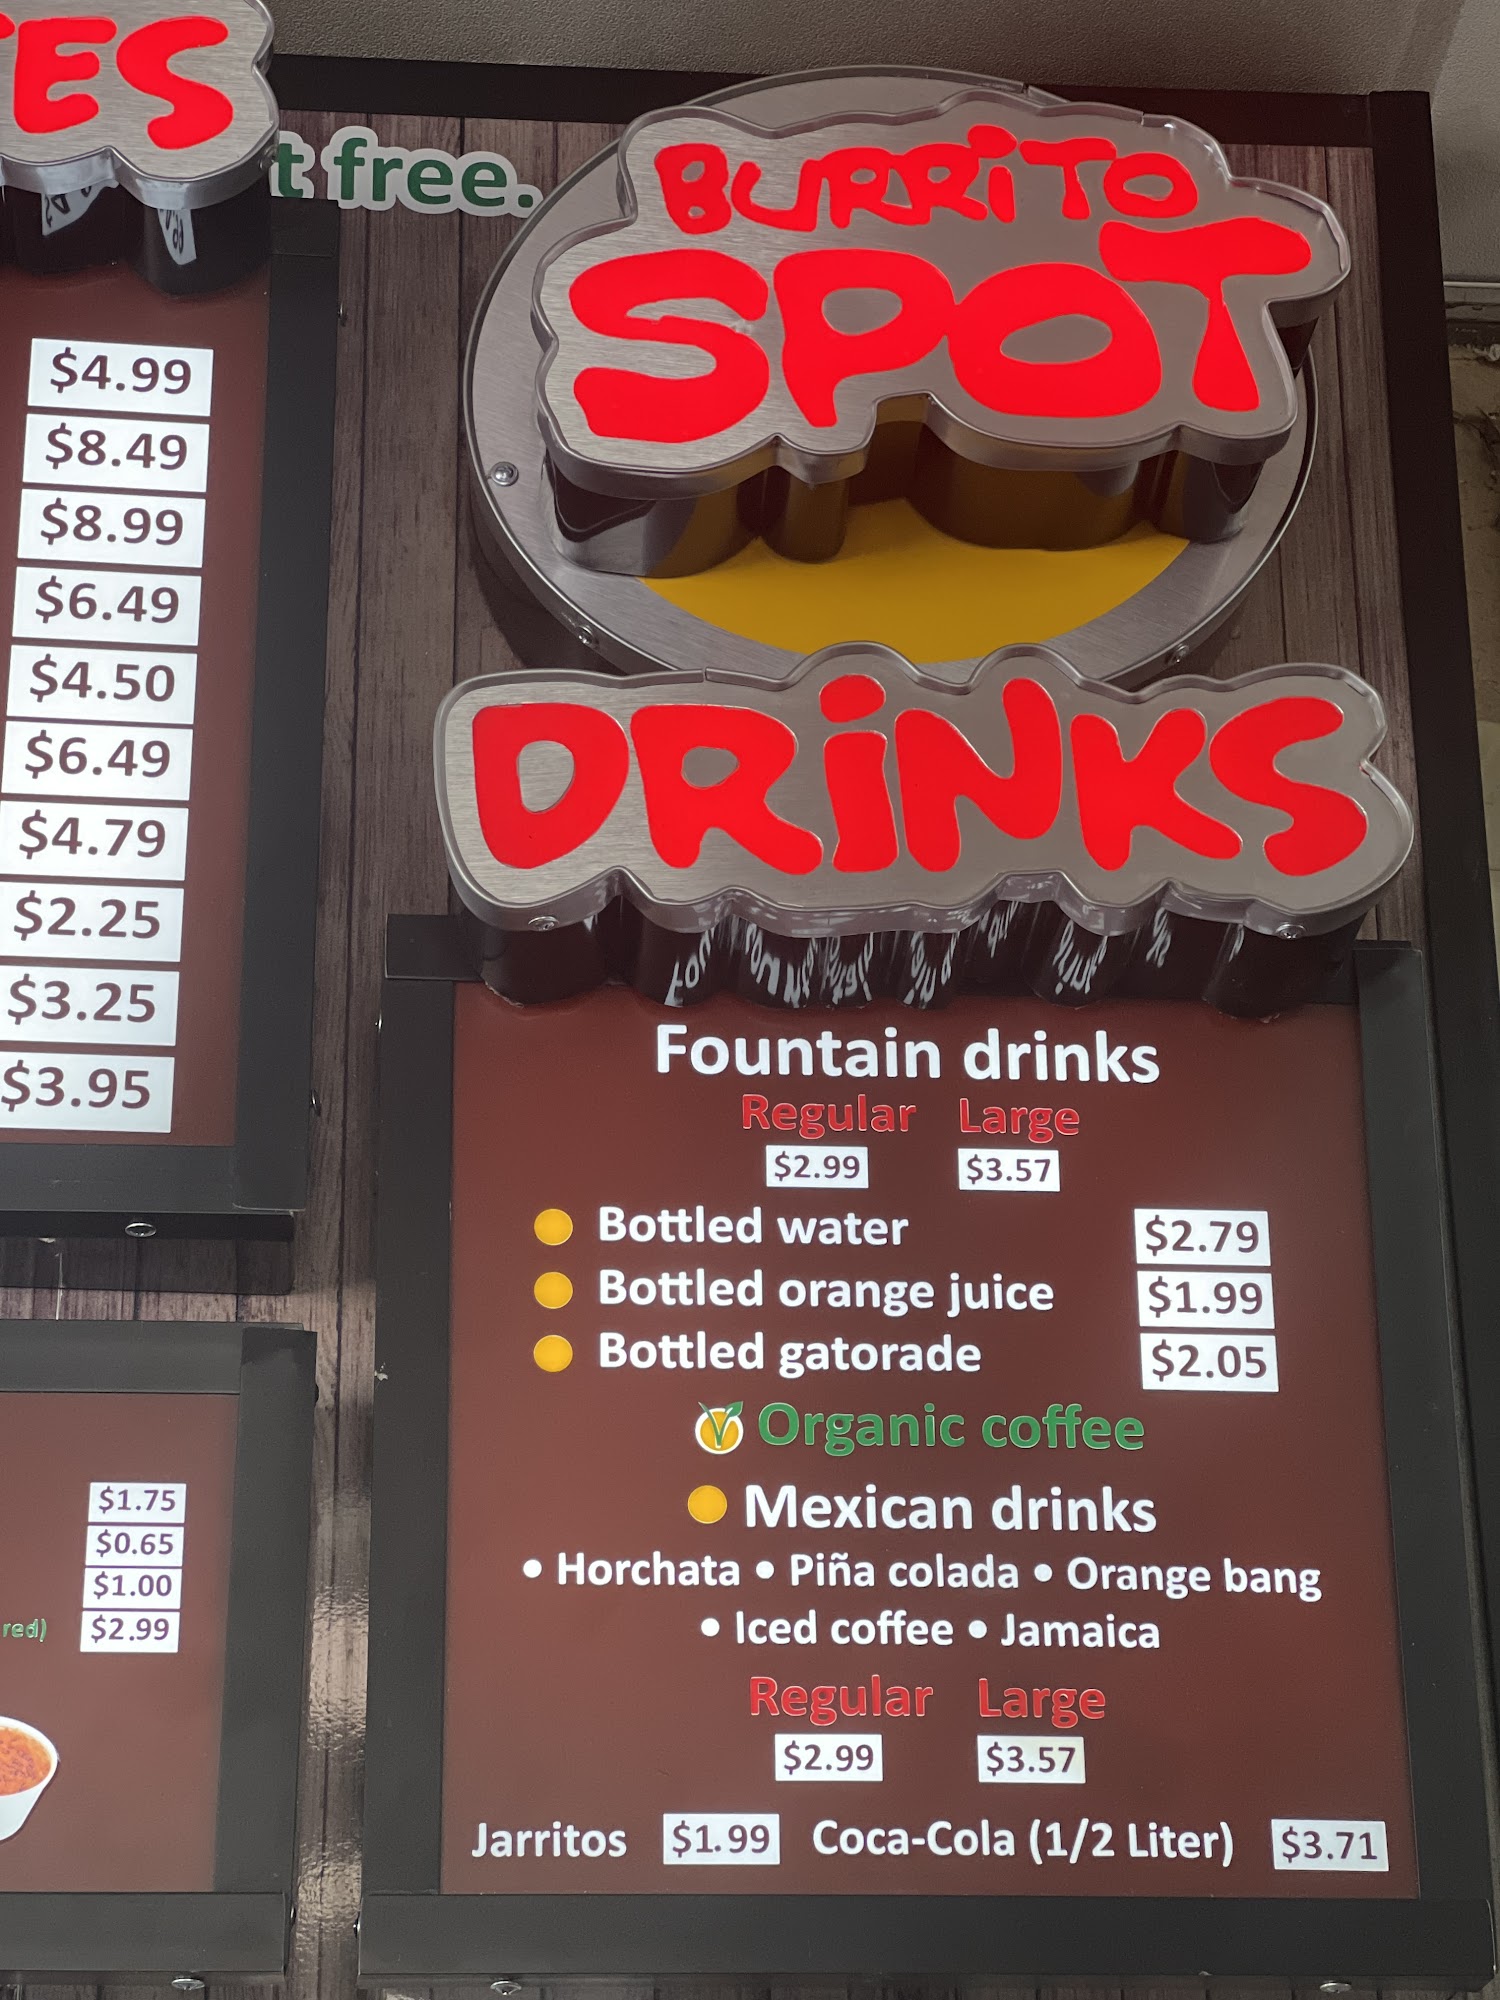 ES
t free.
$4.99
$8.49
$8.99
$6.49
$4.50
$6.49
$4.79
$2.25
$3.25
$3.95
$1.75
$0.65
$1.00
red) $2.99
BURRiTO
SPOT
DRiNKS
Fountain drinks
Regular Large
$2.99 $3.57
Bottled water $2.79
Bottled orange juice $1.99
Bottled gatorade $2.05
Organic coffee
Mexican drinks
• Horchata • Piña colada • Orange bang
• Iced coffee • Jamaica
Regular Large
$2.99 $3.57
Jarritos $1.99 Coca-Cola (1/2 Liter) $3.71